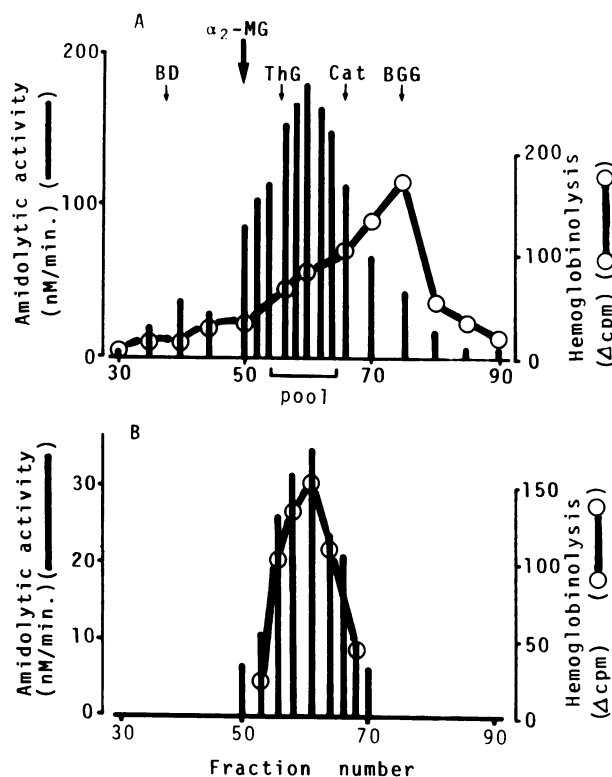 A
α₂-MG
BD
ThG
Cat
BGG
200
100
0
Amidolytic activity
(nM/min.) ( )
200
100
0
Hemoglobinolysis
(Δcpm) ( )
30
50
70
90
pool
B
30
20
10
0
Amidolytic activity
(nM/min.) ( )
150
100
50
0
Hemoglobinolysis
(Δcpm) ( )
30
50
70
90
Fraction number